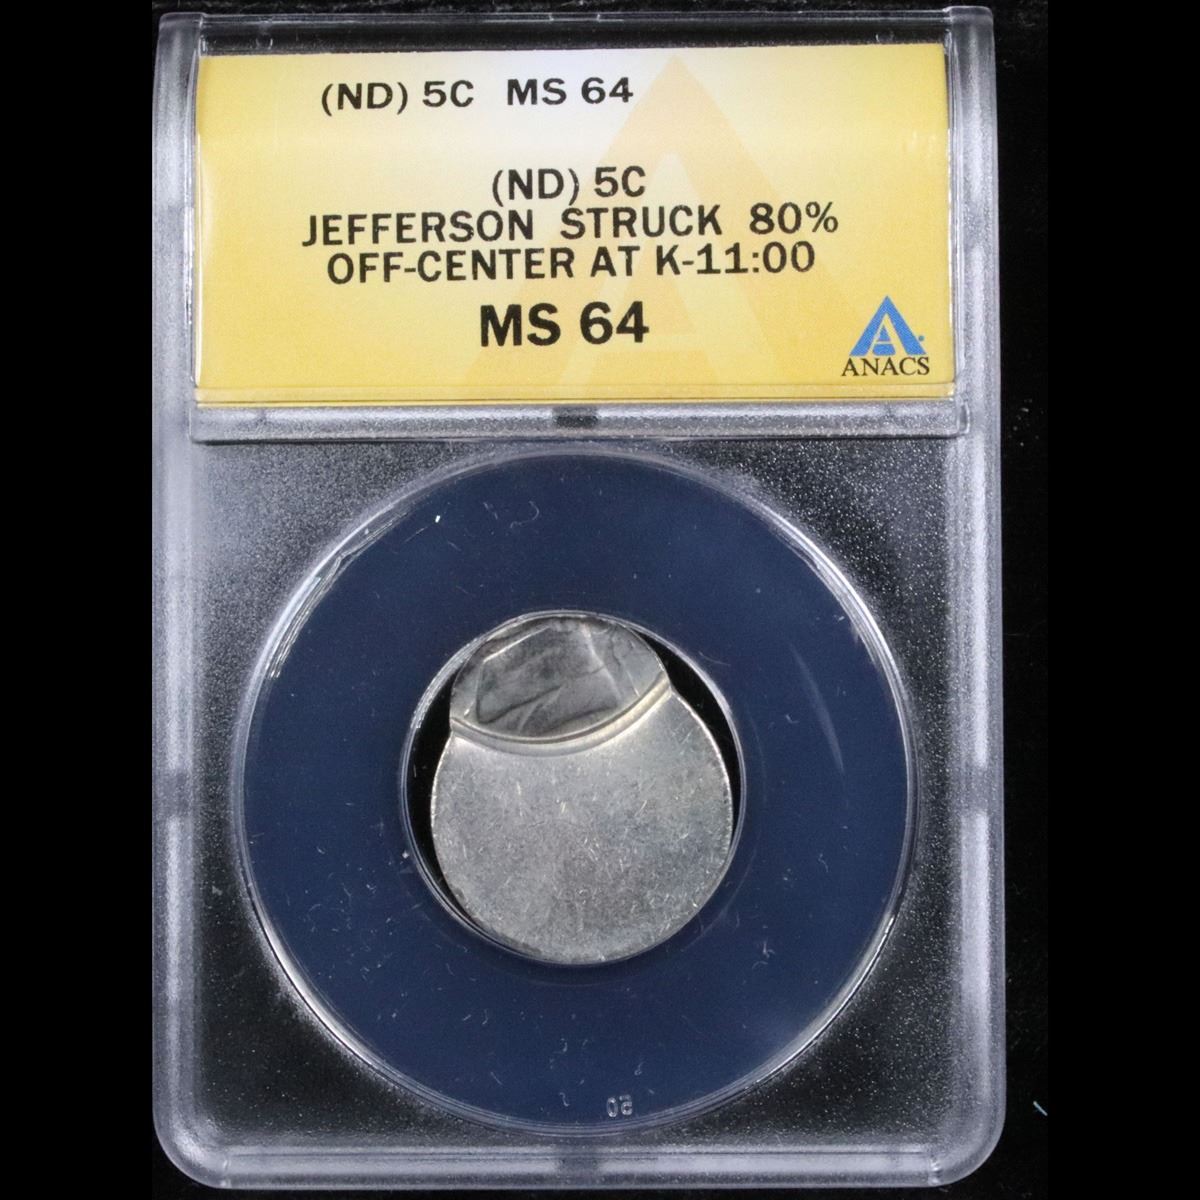 (ND) 5C MS 64
(ND) 5C
JEFFERSON STRUCK 80%
OFF-CENTER AT K-11:00
MS 64
ANACS